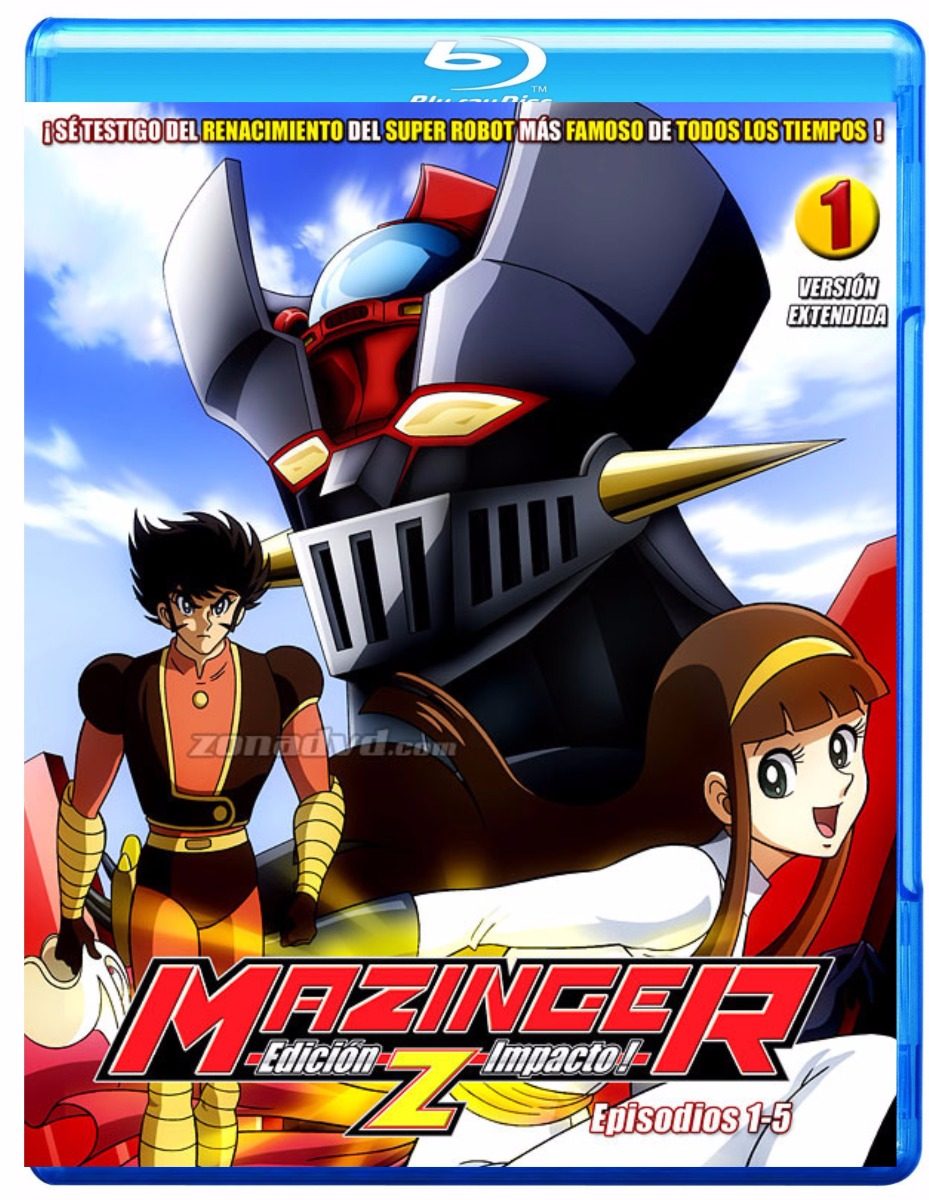 Blu-ray Disc
TM
¡SÉ TESTIGO DEL RENACIMIENTO DEL SUPER ROBOT MÁS FAMOSO DE TODOS LOS TIEMPOS !
1
VERSIÓN
EXTENDIDA
zonadvd.com
MAZINGER
Edición Z Impacto!
Episodios 1-5